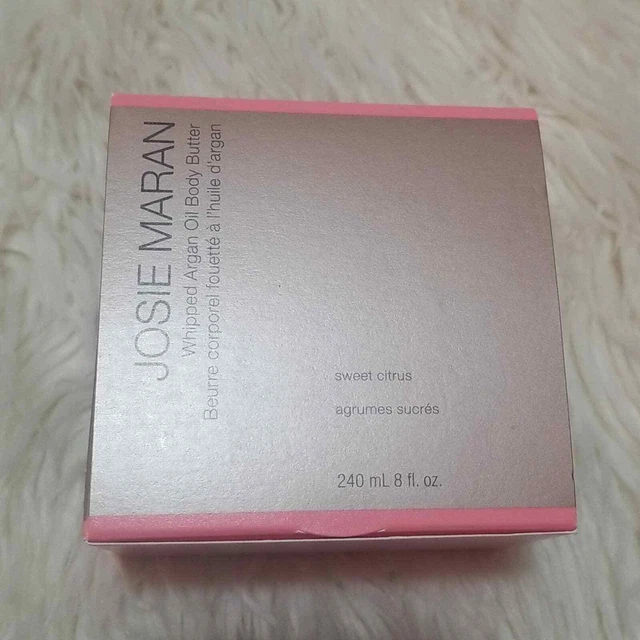 JOSIE MARAN
Whipped Argan Oil Body Butter
Beurre corporel fouetté à l'huile d'argan
sweet citrus
agrumes sucrés
240 mL 8 fl. oz.